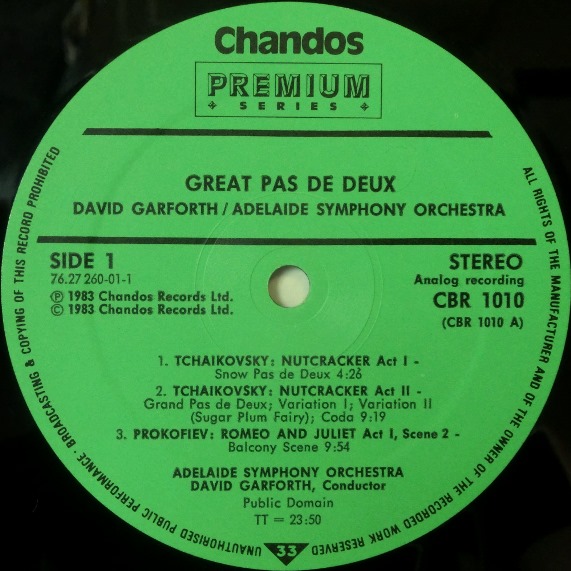 Chandos
PREMIUM
SERIES
GREAT PAS DE DEUX
DAVID GARFORTH / ADELAIDE SYMPHONY ORCHESTRA
SIDE 1
76.27 260-01-1
Ⓟ 1983 Chandos Records Ltd.
© 1983 Chandos Records Ltd.
STEREO
Analog recording
CBR 1010
(CBR 1010 A)
1. TCHAIKOVSKY: NUTCRACKER Act I -
Snow Pas de Deux 4:26
2. TCHAIKOVSKY: NUTCRACKER Act II -
Grand Pas de Deux; Variation I; Variation II
(Sugar Plum Fairy); Coda 9:19
3. PROKOFIEV: ROMEO AND JULIET Act I, Scene 2 -
Balcony Scene 9:54
ADELAIDE SYMPHONY ORCHESTRA
DAVID GARFORTH, Conductor
Public Domain
TT = 23:50
33
ALL RIGHTS OF THE MANUFACTURER AND OF THE OWNER OF THE RECORDED WORK RESERVED
UNAUTHORISED PUBLIC PERFORMANCE · BROADCASTING & COPYING OF THIS RECORD PROHIBITED